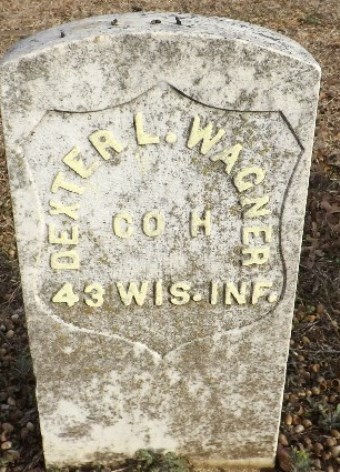 DEXTER L. WAGNER
CO H
43 WIS. INF.